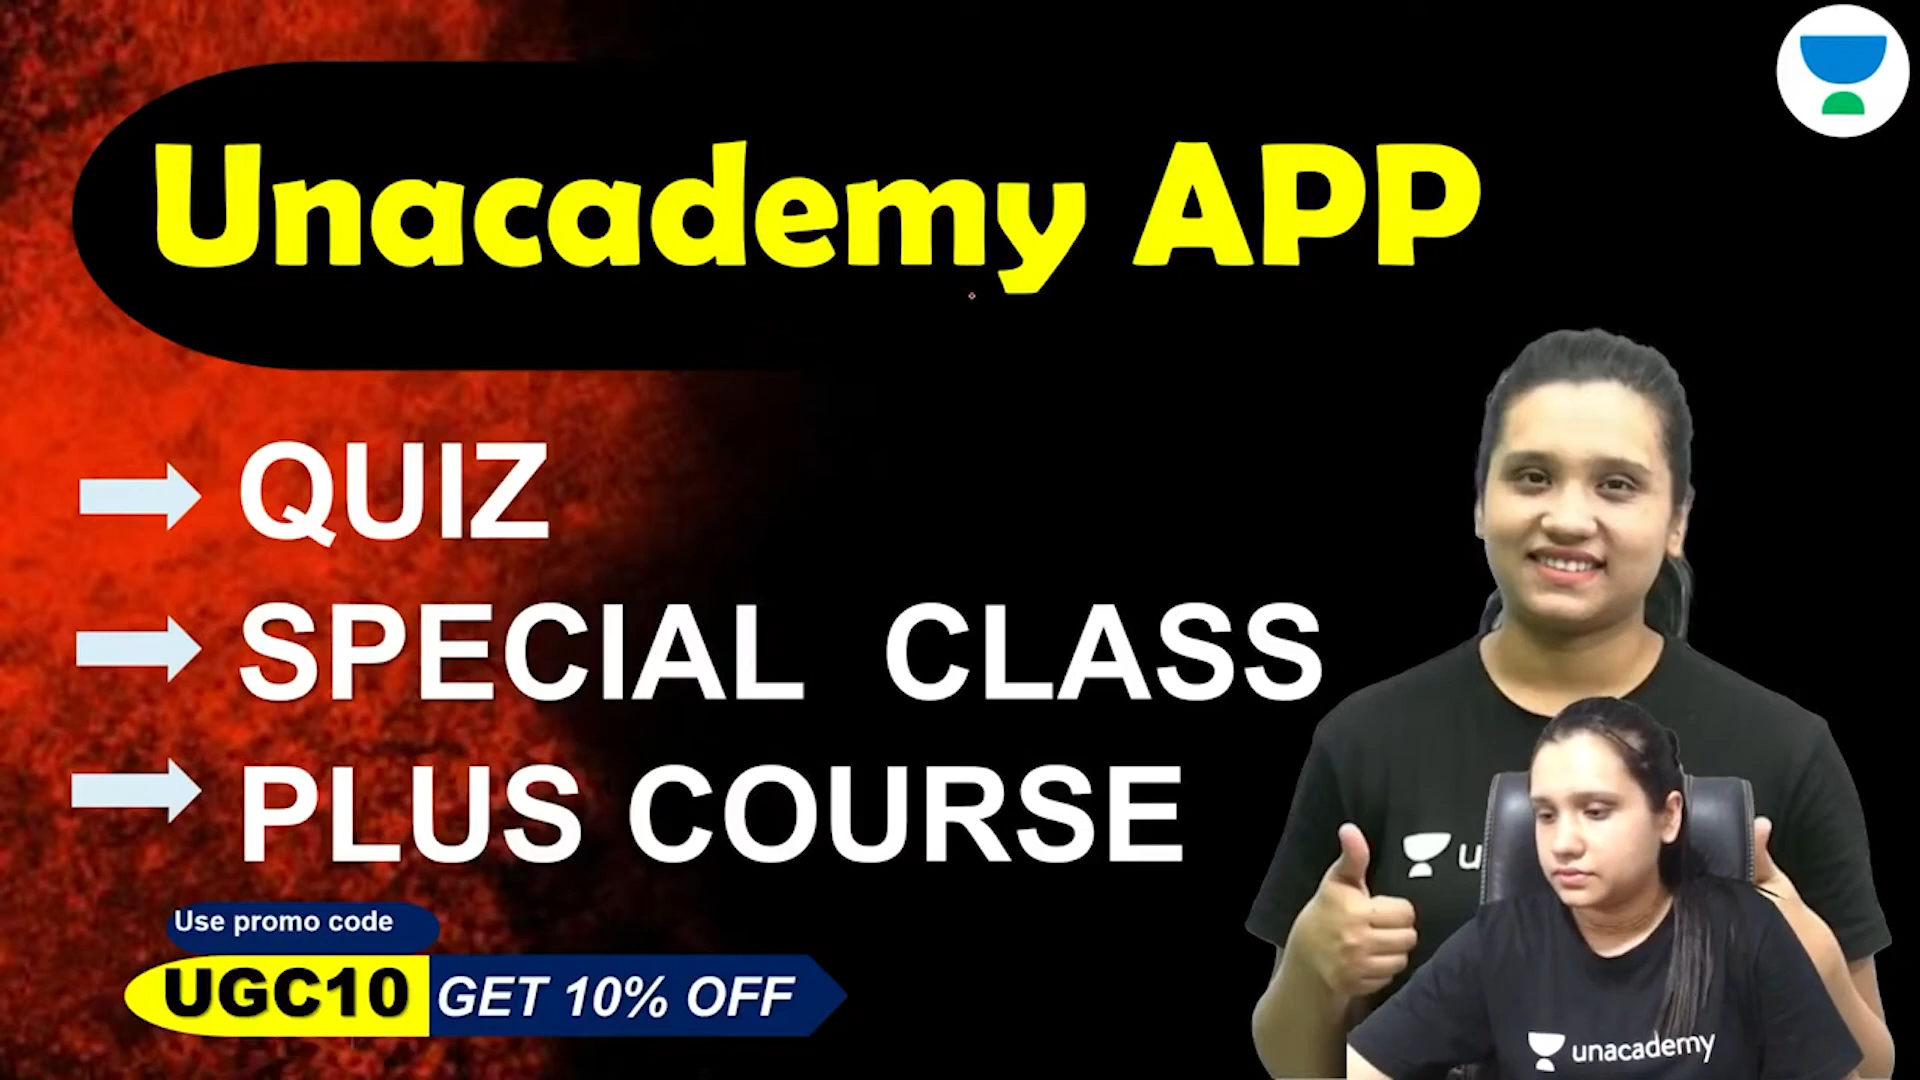 Unacademy APP
QUIZ
SPECIAL CLASS
PLUS COURSE
Use promo code
UGC10 GET 10% OFF
u
unacademy